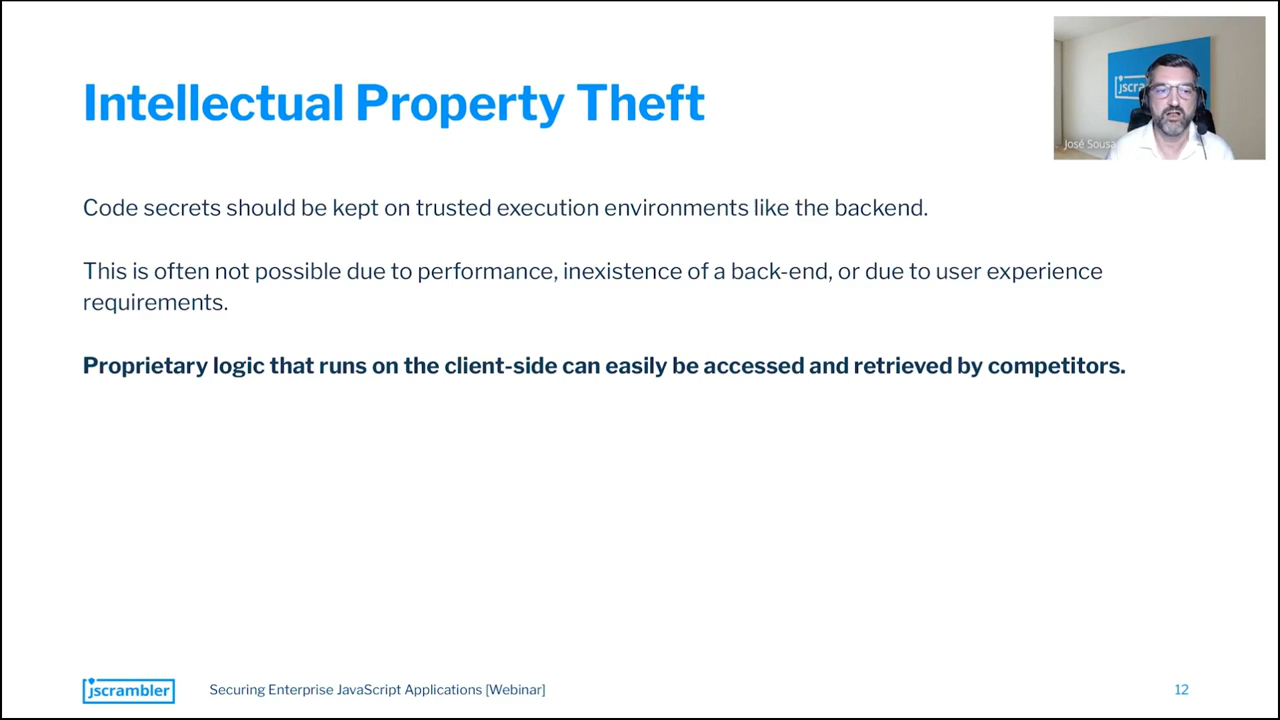 Intellectual Property Theft
jscra
José Sousa
Code secrets should be kept on trusted execution environments like the backend.
This is often not possible due to performance, inexistence of a back-end, or due to user experience
requirements.
Proprietary logic that runs on the client-side can easily be accessed and retrieved by competitors.
jscrambler
Securing Enterprise JavaScript Applications [Webinar]
12